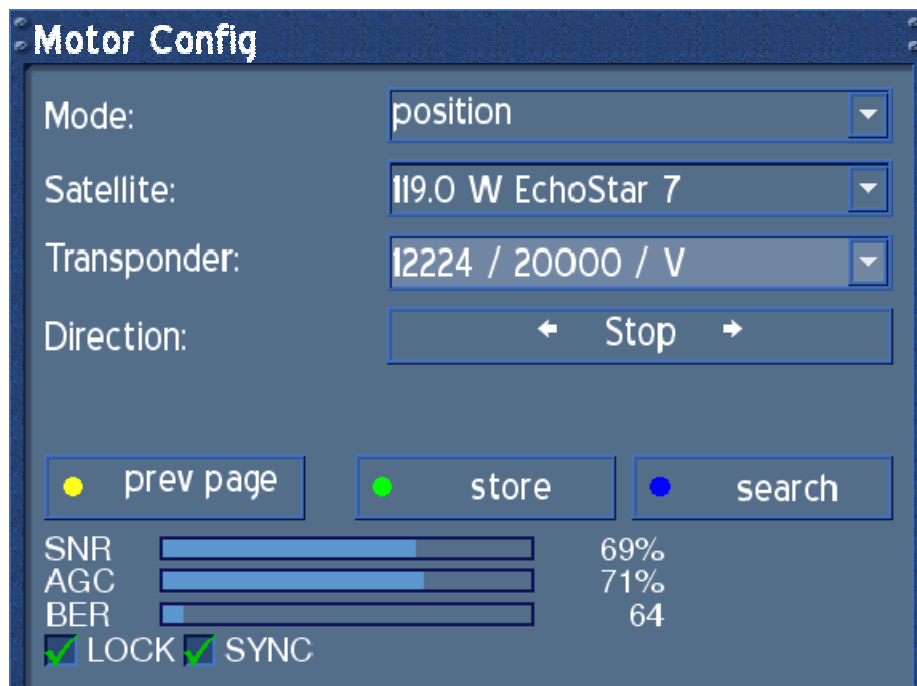 Motor Config
Mode: position
Satellite: 119.0 W EchoStar 7
Transponder: 12224 / 20000 / V
Direction: Stop
prev page store search
SNR 69%
AGC 71%
BER 64
LOCK SYNC